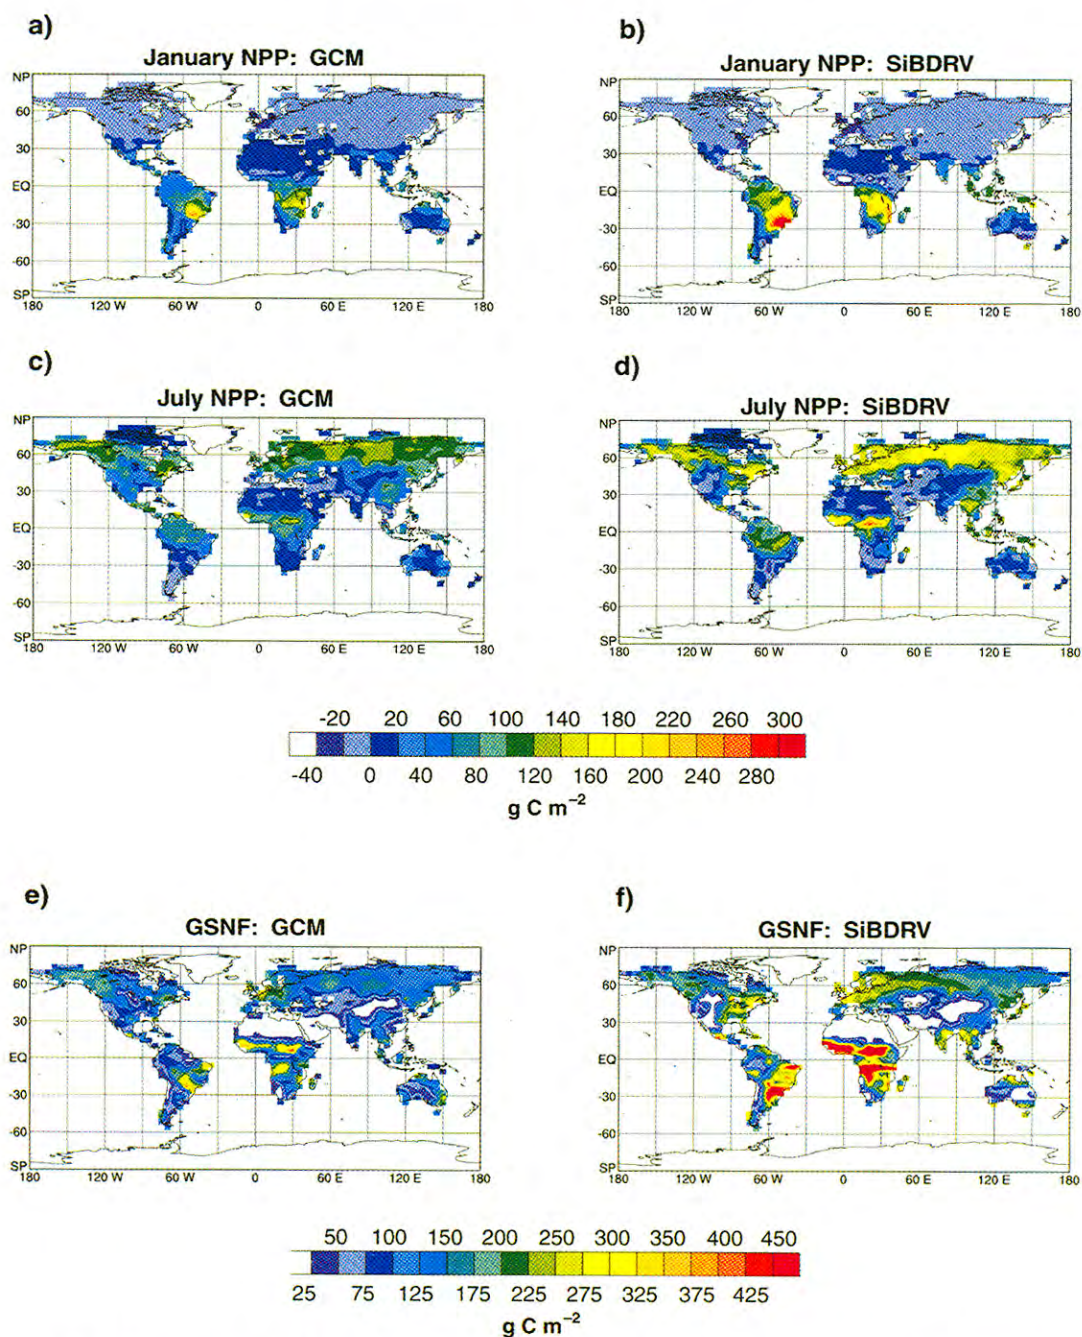 a)
January NPP: GCM
NP
60
30
EQ
-30
-60
SP
180 120 W 60 W 0 60 E 120 E 180
b)
January NPP: SiBDRV
NP
60
30
EQ
-30
-60
SP
180 120 W 60 W 0 60 E 120 E 180
c)
July NPP: GCM
NP
60
30
EQ
-30
-60
SP
180 120 W 60 W 0 60 E 120 E 180
d)
July NPP: SiBDRV
NP
60
30
EQ
-30
-60
SP
180 120 W 60 W 0 60 E 120 E 180
-20 20 60 100 140 180 220 260 300
-40 0 40 80 120 160 200 240 280
g C m⁻²
e)
GSNF: GCM
NP
60
30
EQ
-30
-60
SP
180 120 W 60 W 0 60 E 120 E 180
f)
GSNF: SiBDRV
NP
60
30
EQ
-30
-60
SP
180 120 W 60 W 0 60 E 120 E 180
50 100 150 200 250 300 350 400 450
25 75 125 175 225 275 325 375 425
g C m⁻²